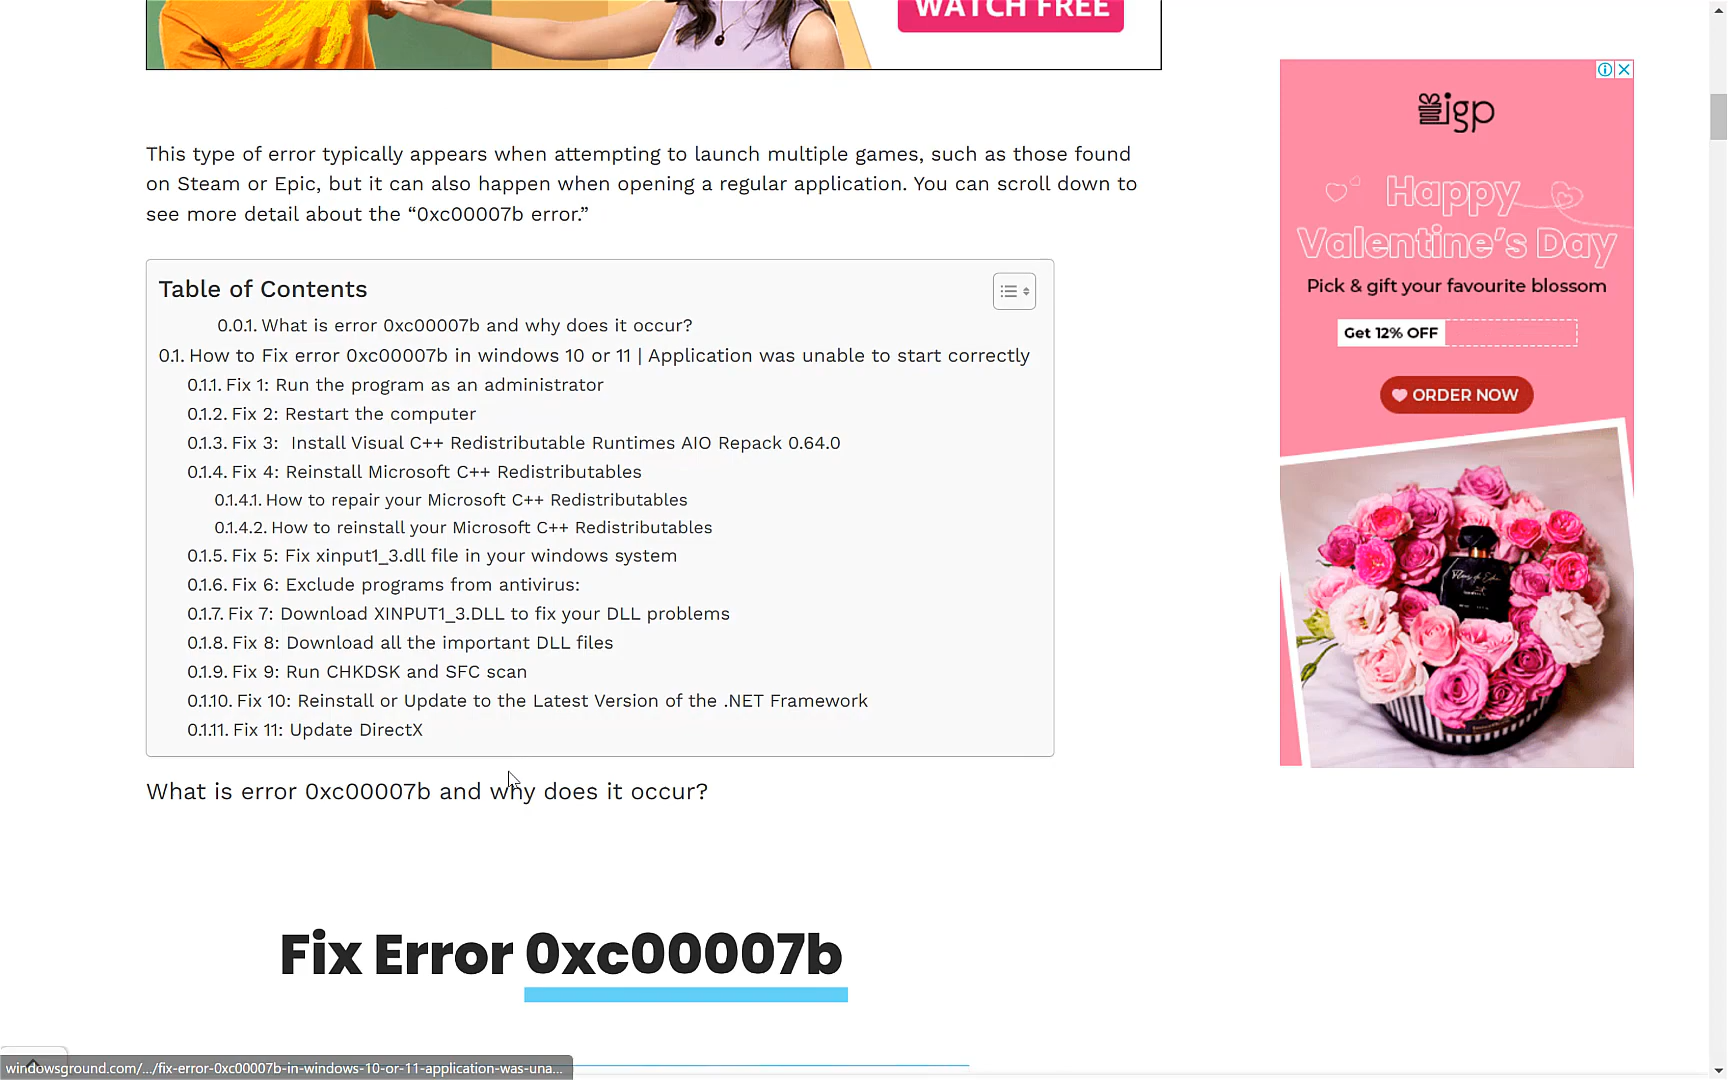 WATCH FREE
This type of error typically appears when attempting to launch multiple games, such as those found
on Steam or Epic, but it can also happen when opening a regular application. You can scroll down to
see more detail about the “0xc00007b error.”
Table of Contents
0.0.1. What is error 0xc00007b and why does it occur?
0.1. How to Fix error 0xc00007b in windows 10 or 11 | Application was unable to start correctly
0.1.1. Fix 1: Run the program as an administrator
0.1.2. Fix 2: Restart the computer
0.1.3. Fix 3:  Install Visual C++ Redistributable Runtimes AIO Repack 0.64.0
0.1.4. Fix 4: Reinstall Microsoft C++ Redistributables
0.1.4.1. How to repair your Microsoft C++ Redistributables
0.1.4.2. How to reinstall your Microsoft C++ Redistributables
0.1.5. Fix 5: Fix xinput1_3.dll file in your windows system
0.1.6. Fix 6: Exclude programs from antivirus:
0.1.7. Fix 7: Download XINPUT1_3.DLL to fix your DLL problems
0.1.8. Fix 8: Download all the important DLL files
0.1.9. Fix 9: Run CHKDSK and SFC scan
0.1.10. Fix 10: Reinstall or Update to the Latest Version of the .NET Framework
0.1.11. Fix 11: Update DirectX
What is error 0xc00007b and why does it occur?
Fix Error 0xc00007b
windowsground.com/.../fix-error-0xc00007b-in-windows-10-or-11-application-was-una...
igp
Happy
Valentine's Day
Pick & gift your favourite blossom
Get 12% OFF
ORDER NOW